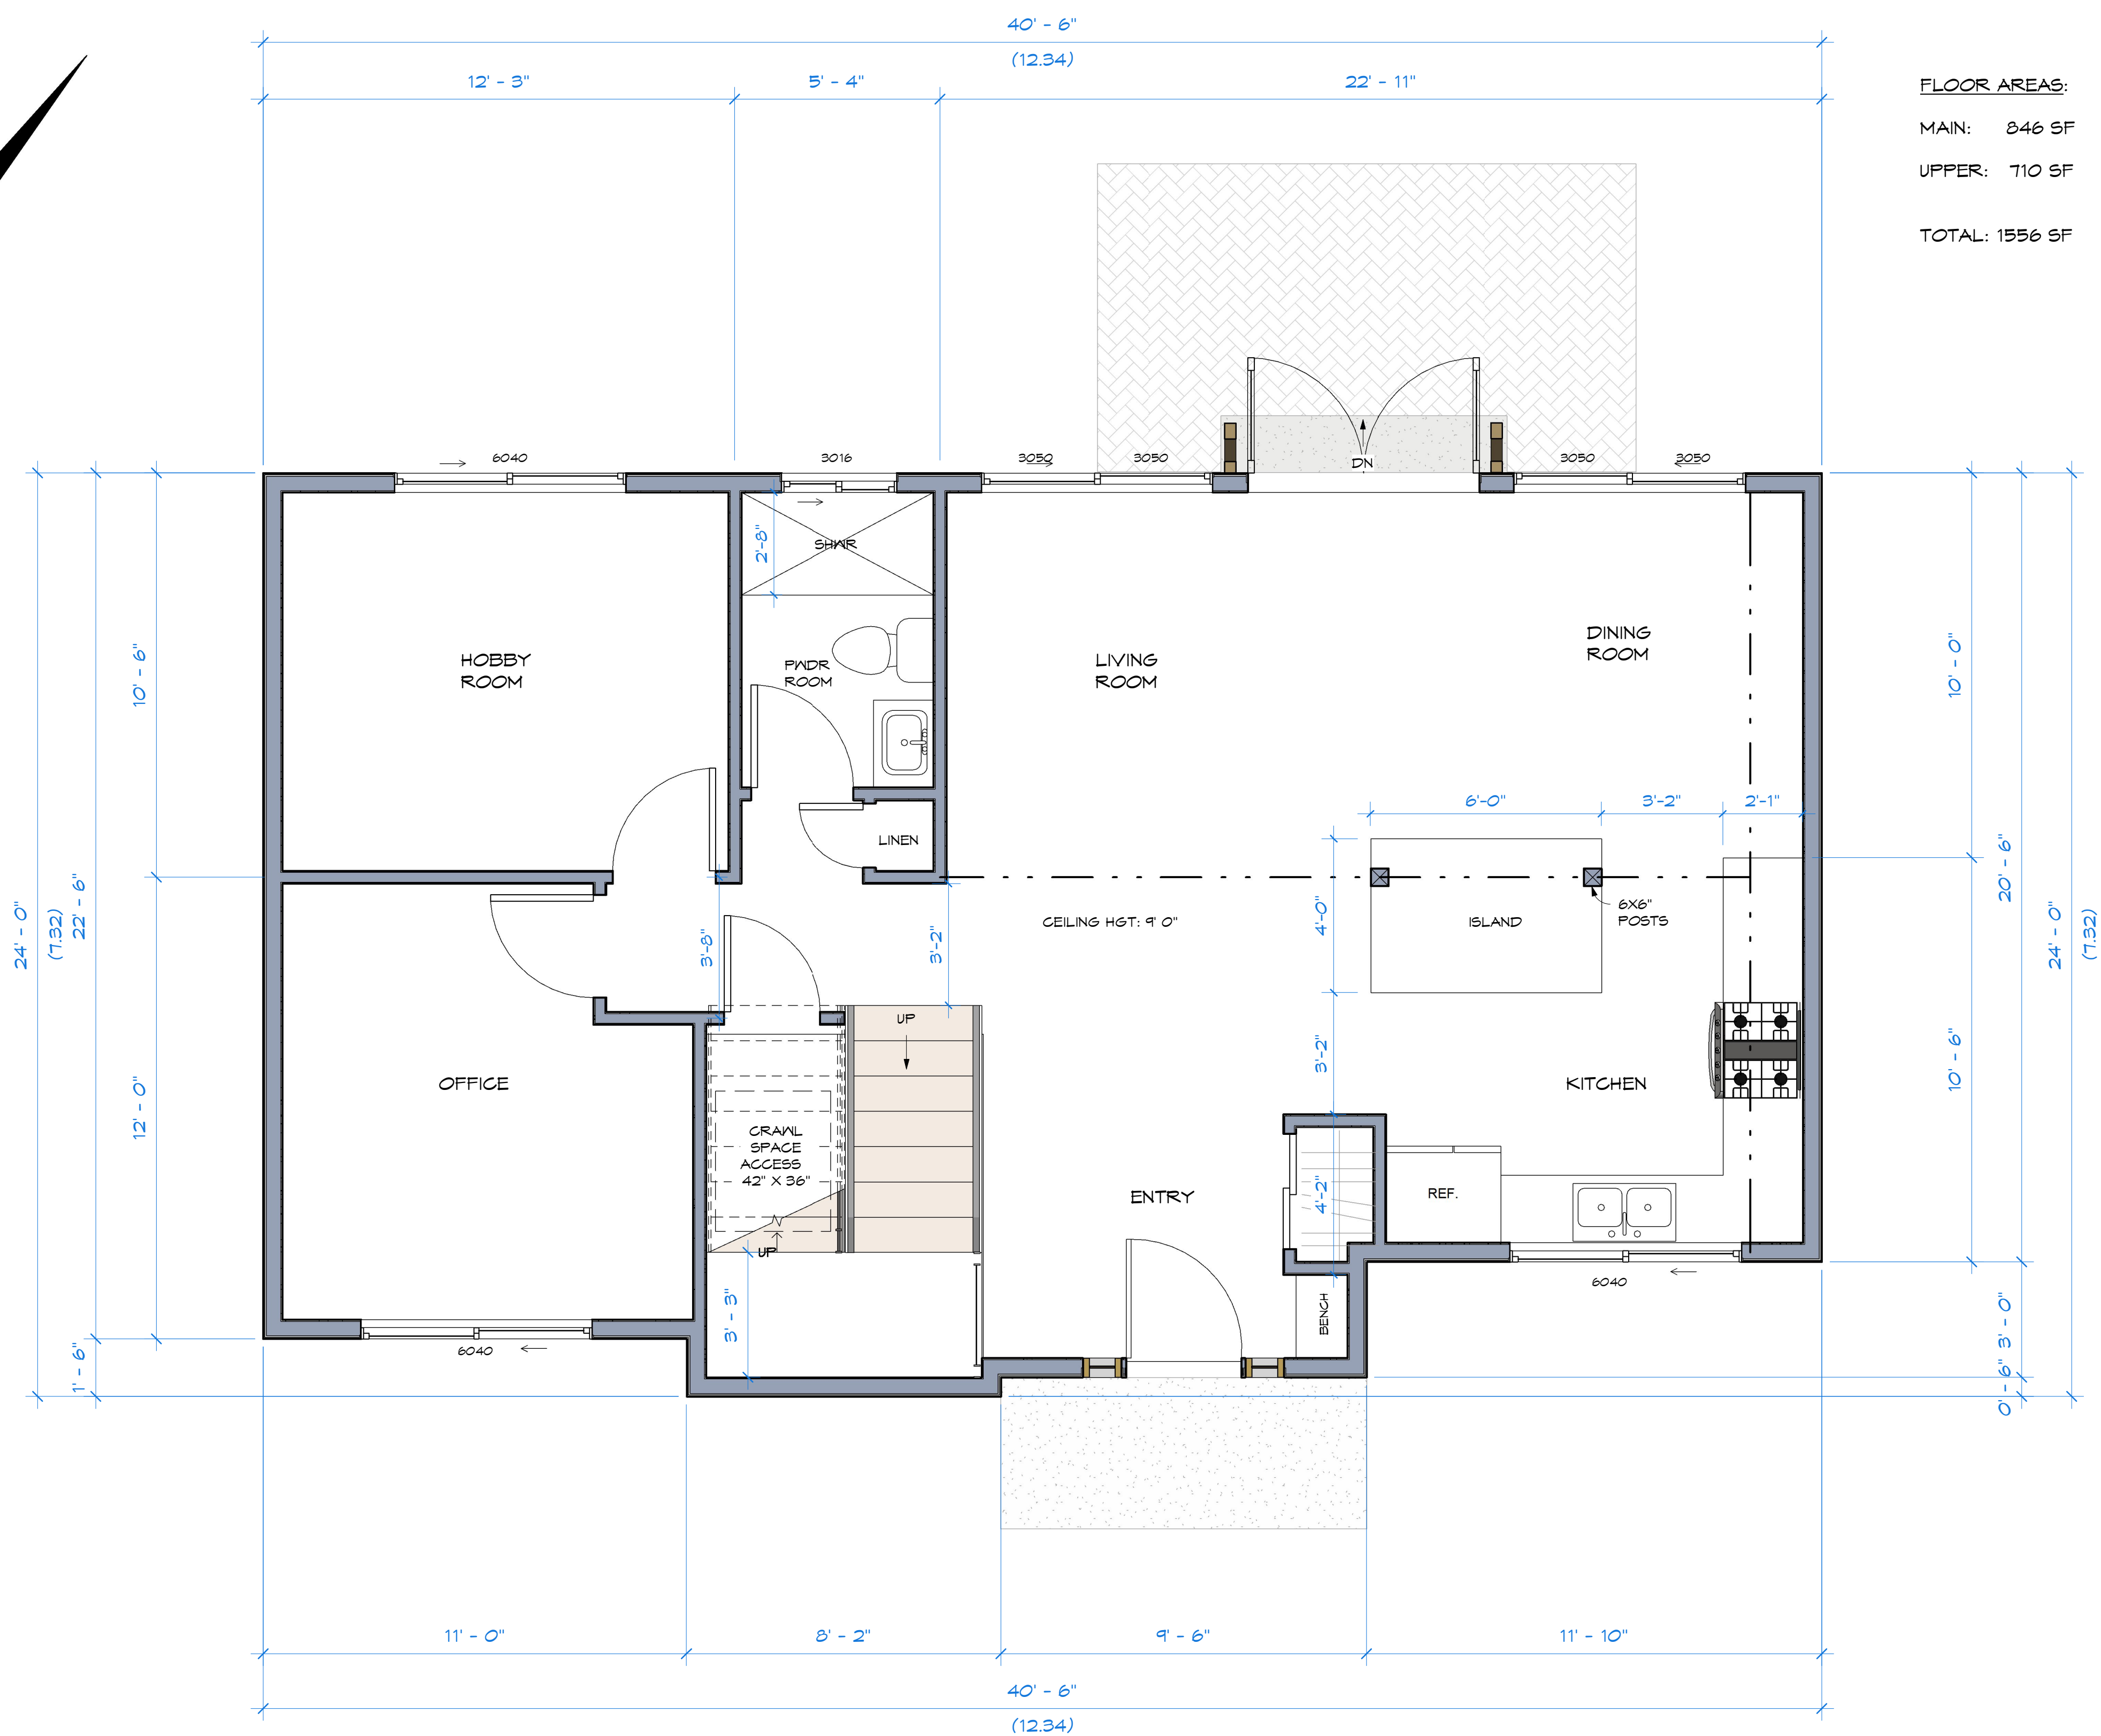 40' - 6"
(12.34)
12' - 3"
5' - 4"
22' - 11"
FLOOR AREAS:
MAIN: 846 SF
UPPER: 710 SF
TOTAL: 1556 SF
6040
3016
3050
3050
DN
3050
3050
2'-8"
SHWR
HOBBY
ROOM
PWDR
ROOM
LIVING
ROOM
DINING
ROOM
10' - 6"
10' - 0"
6'-0"
3'-2"
2'-1"
LINEN
24' - 0"
(7.32)
22' - 6"
3'-8"
3'-2"
CEILING HGT: 9' 0"
4'-0"
ISLAND
6X6"
POSTS
20' - 6"
24' - 0"
(7.32)
UP
12' - 0"
OFFICE
3'-2"
KITCHEN
10' - 6"
CRAWL
SPACE
ACCESS
42" X 36"
UP
ENTRY
4'-2"
REF.
6040
3' - 3"
BENCH
3' - 0"
0' - 6"
6040
1' - 6"
11' - 0"
8' - 2"
9' - 6"
11' - 10"
40' - 6"
(12.34)